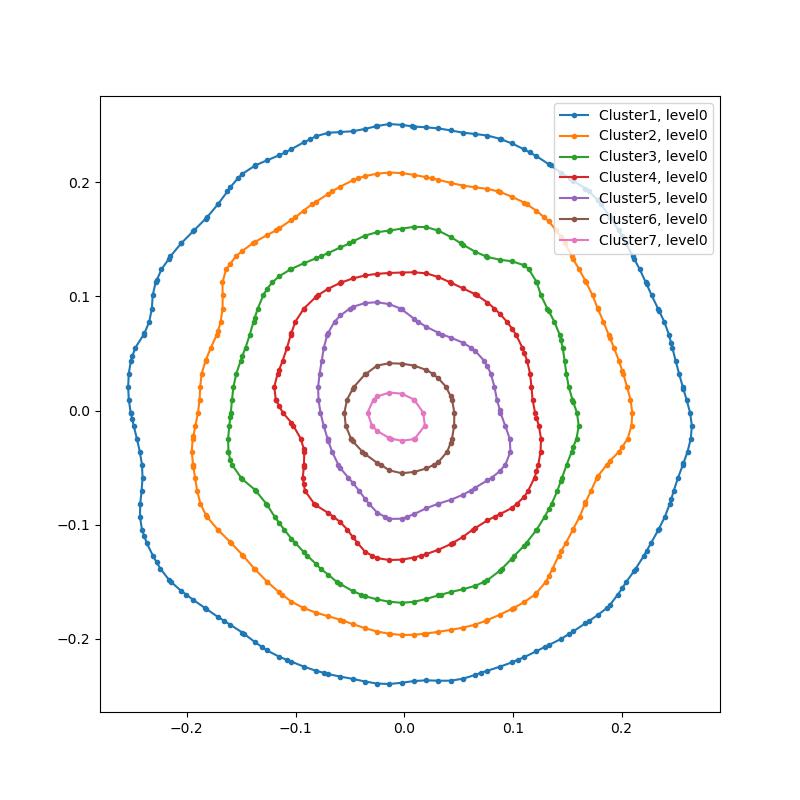 Cluster1, level0
Cluster2, level0
Cluster3, level0
Cluster4, level0
Cluster5, level0
Cluster6, level0
Cluster7, level0
0.2
0.1
0.0
−0.1
−0.2
−0.2 −0.1 0.0 0.1 0.2